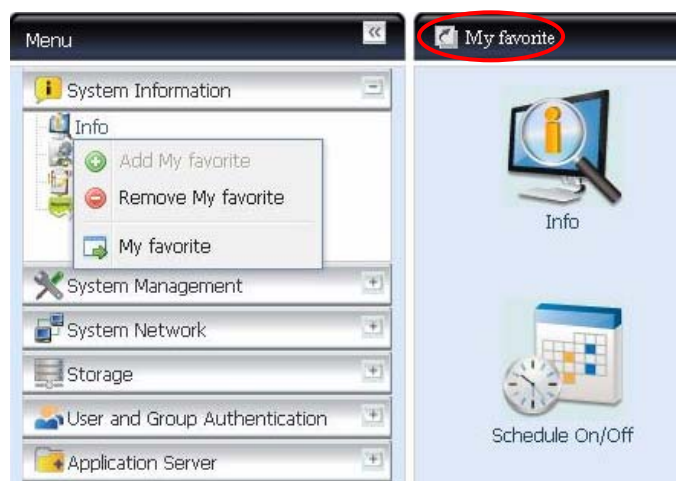 Menu
System Information
Info
Add My favorite
Remove My favorite
My favorite
System Management
System Network
Storage
User and Group Authentication
Application Server
My favorite
Info
Schedule On/Off